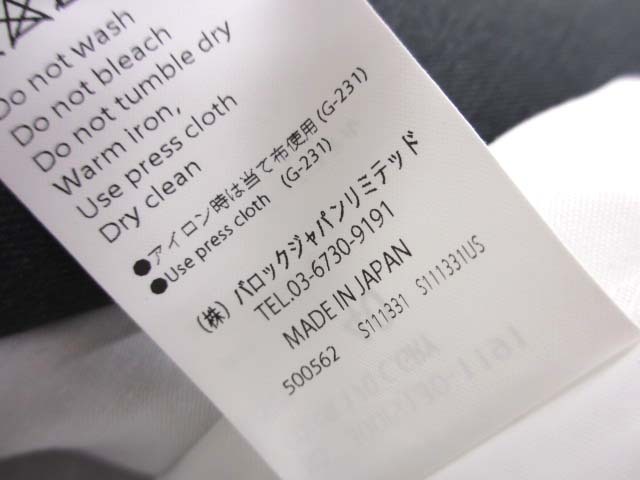 Do not wash
Do not bleach
Do not tumble dry
Warm iron,
Use press cloth
Dry clean
●アイロン時は当て布使用(G-231)
●Use press cloth (G-231)
(株) バロックジャパンリミテッド
TEL.03-6730-9191
MADE IN JAPAN
500562 S111331 S111331US